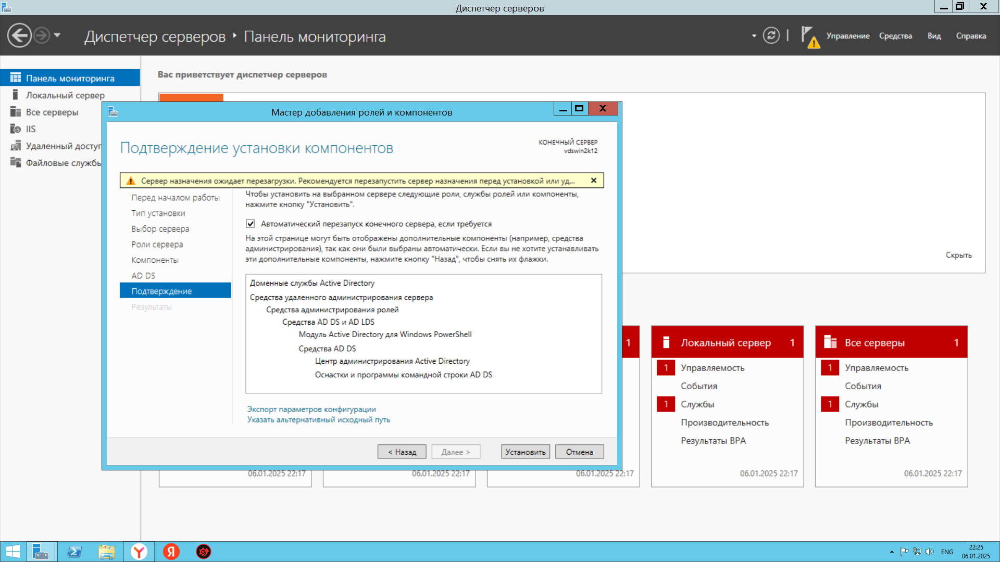 Диспетчер серверов
Диспетчер серверов ‣ Панель мониторинга
Управление
Средства
Вид
Справка
Панель мониторинга
Локальный сервер
Все серверы
IIS
Удаленный доступ
Файловые службы
Вас приветствует диспетчер серверов
Скрыть
Мастер добавления ролей и компонентов
Подтверждение установки компонентов
КОНЕЧНЫЙ СЕРВЕР
vdswin2k12
Сервер назначения ожидает перезагрузки. Рекомендуется перезапустить сервер назначения перед установкой или уд...
Перед началом работы
Тип установки
Выбор сервера
Роли сервера
Компоненты
AD DS
Подтверждение
Результаты
Чтобы установить на выбранном сервере следующие роли, службы ролей или компоненты,
нажмите кнопку "Установить".
Автоматический перезапуск конечного сервера, если требуется
На этой странице могут быть отображены дополнительные компоненты (например, средства
администрирования), так как они были выбраны автоматически. Если вы не хотите устанавливать
эти дополнительные компоненты, нажмите кнопку "Назад", чтобы снять их флажки.
Доменные службы Active Directory
Средства удаленного администрирования сервера
Средства администрирования ролей
Средства AD DS и AD LDS
Модуль Active Directory для Windows PowerShell
Средства AD DS
Центр администрирования Active Directory
Оснастки и программы командной строки AD DS
Экспорт параметров конфигурации
Указать альтернативный исходный путь
< Назад
Далее >
Установить
Отмена
1
Локальный сервер 1
1 Управляемость
События
1 Службы
Производительность
Результаты BPA
06.01.2025 22:17
Все серверы 1
1 Управляемость
События
1 Службы
Производительность
Результаты BPA
06.01.2025 22:17
06.01.2025 22:17
06.01.2025 22:17
06.01.2025 22:17
Я
ENG
22:25
06.01.2025